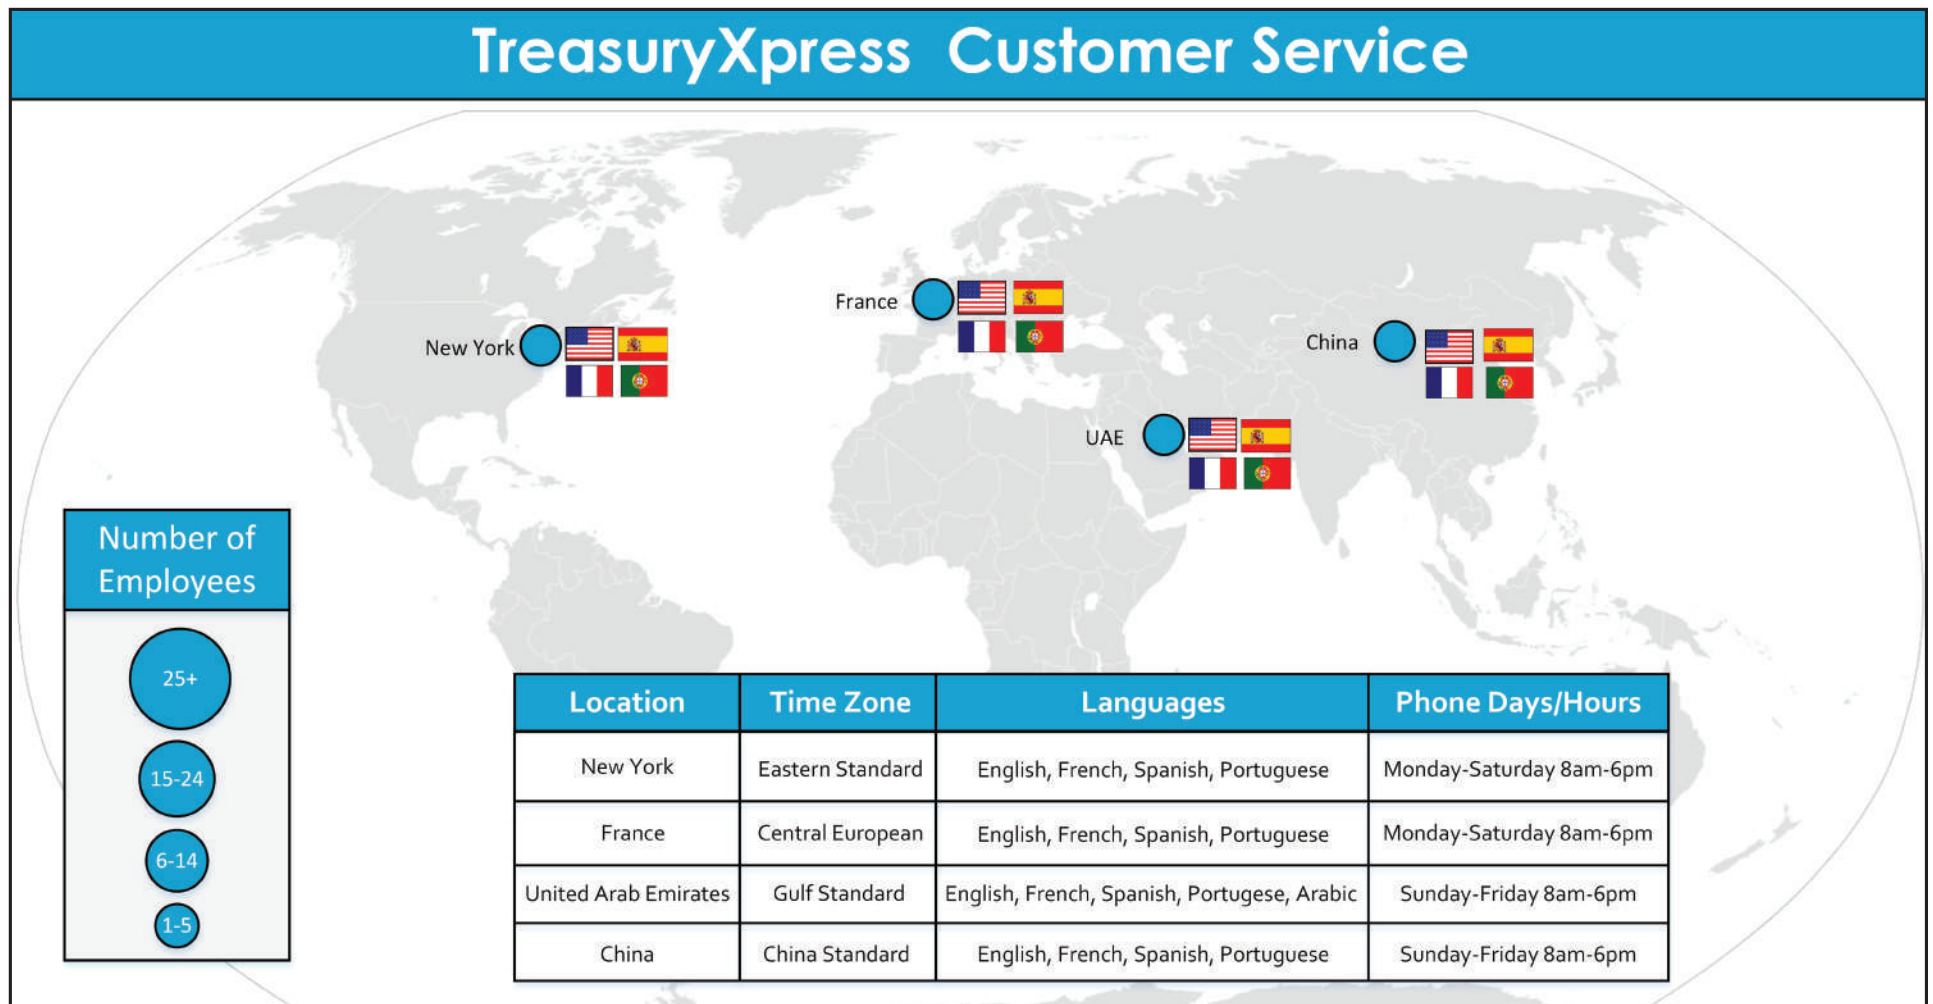 TreasuryXpress Customer Service
France
New York
China
UAE
Number of
Employees
25+
15-24
6-14
1-5
Location Time Zone Languages Phone Days/Hours
New York Eastern Standard English, French, Spanish, Portuguese Monday-Saturday 8am-6pm
France Central European English, French, Spanish, Portuguese Monday-Saturday 8am-6pm
United Arab Emirates Gulf Standard English, French, Spanish, Portugese, Arabic Sunday-Friday 8am-6pm
China China Standard English, French, Spanish, Portuguese Sunday-Friday 8am-6pm